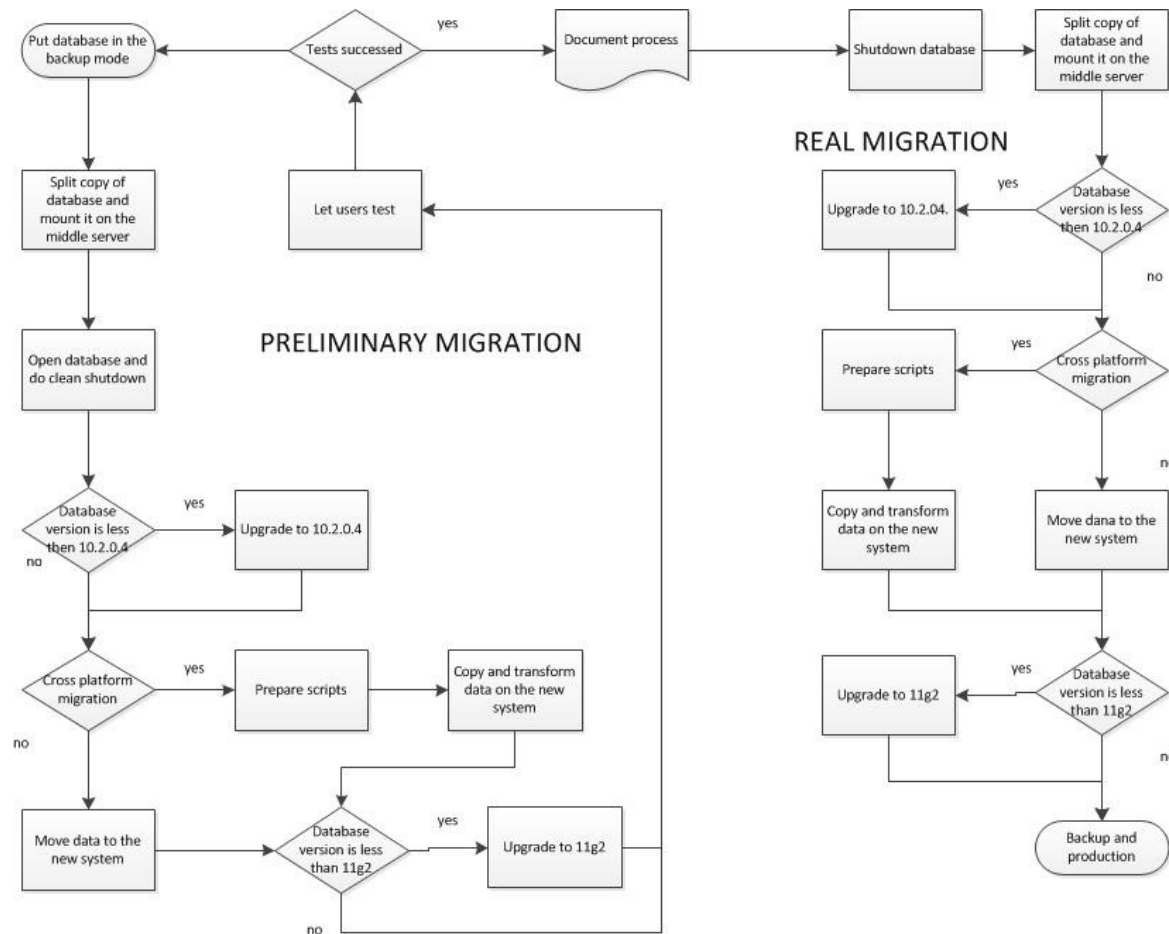 Put database in the
backup mode
Tests successed
yes
Document process
Shutdown database
Split copy of
database and
mount it on the
middle server
REAL MIGRATION
Split copy of
database and
mount it on the
middle server
Let users test
Upgrade to 10.2.04.
yes
Database
version is less
then 10.2.0.4
no
PRELIMINARY MIGRATION
Open database and
do clean shutdown
Prepare scripts
yes
Cross platform
migration
no
Database
version is less
then 10.2.0.4
yes
Upgrade to 10.2.0.4
no
Copy and transform
data on the new
system
Move dana to the
new system
Cross platform
migration
yes
Prepare scripts
Copy and transform
data on the new
system
no
Upgrade to 11g2
yes
Database
version is less
than 11g2
no
Move data to the
new system
Database
version is less
than 11g2
yes
Upgrade to 11g2
no
Backup and
production